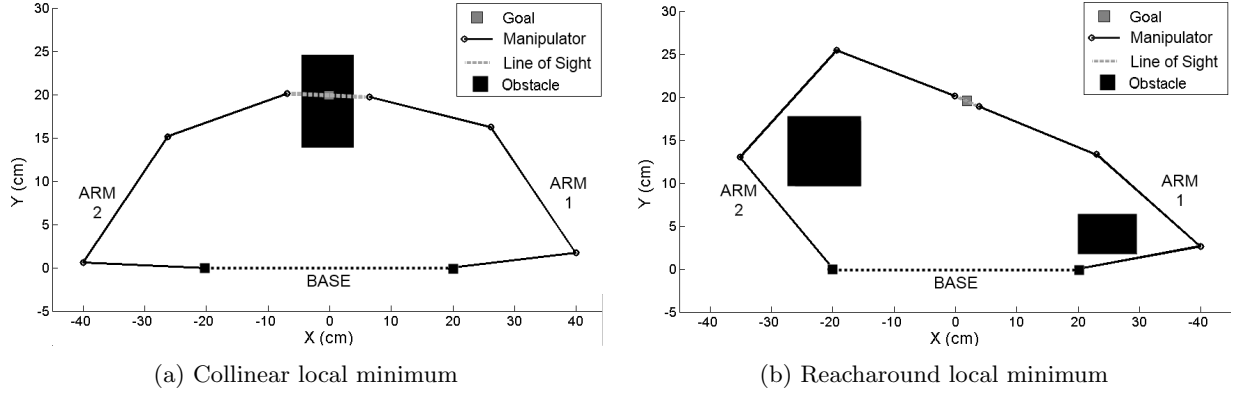 30
25
20
15
10
5
0
-5
Y (cm)
-40
-30
-20
-10
0
10
20
30
40
X (cm)
Goal
Manipulator
Line of Sight
Obstacle
ARM
2
ARM
1
BASE
(a) Collinear local minimum
30
25
20
15
10
5
0
-5
Y (cm)
-40
-30
-20
-10
0
10
20
30
-40
X (cm)
Goal
Manipulator
Line of Sight
Obstacle
ARM
2
ARM
1
BASE
(b) Reacharound local minimum